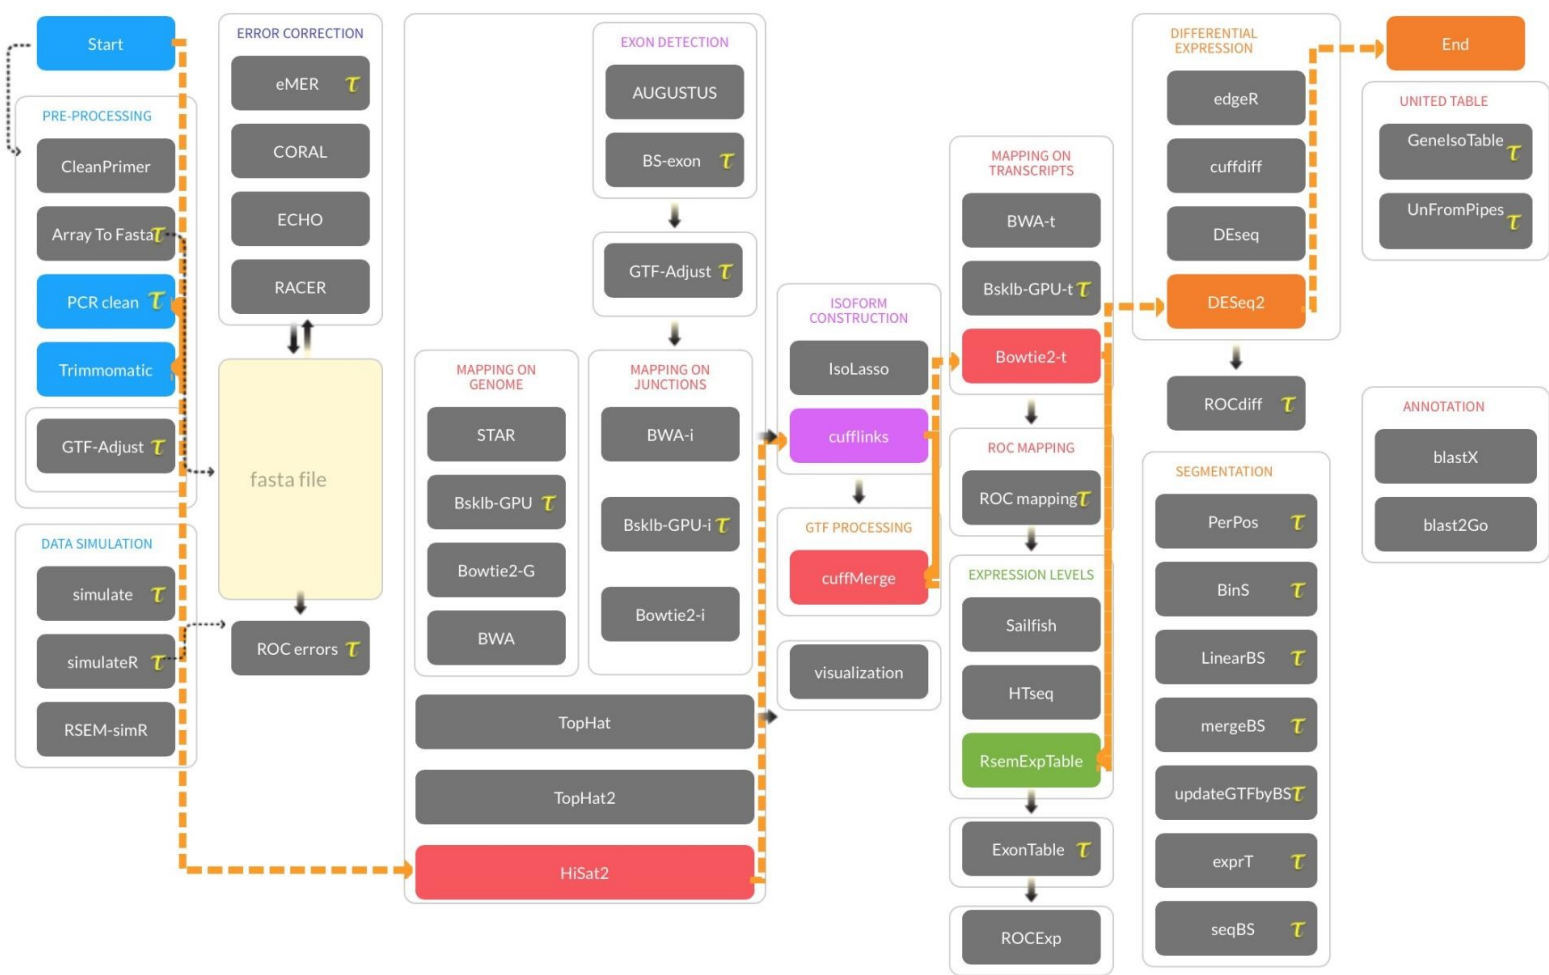 Start
PRE-PROCESSING
CleanPrimer
Array To Fasta τ
PCR clean τ
Trimmomatic
GTF-Adjust τ
DATA SIMULATION
simulate τ
simulateR τ
RSEM-simR
ERROR CORRECTION
eMER τ
CORAL
ECHO
RACER
fasta file
ROC errors τ
EXON DETECTION
AUGUSTUS
BS-exon τ
GTF-Adjust τ
MAPPING ON
GENOME
STAR
Bsklb-GPU τ
Bowtie2-G
BWA
MAPPING ON
JUNCTIONS
BWA-i
Bsklb-GPU-i τ
Bowtie2-i
TopHat
TopHat2
HiSat2
ISOFORM
CONSTRUCTION
IsoLasso
cufflinks
GTF PROCESSING
cuffMerge
visualization
MAPPING ON
TRANSCRIPTS
BWA-t
Bsklb-GPU-t τ
Bowtie2-t
ROC MAPPING
ROC mapping τ
EXPRESSION LEVELS
Sailfish
HTseq
RsemExpTable
ExonTable τ
ROCExp
DIFFERENTIAL
EXPRESSION
edgeR
cuffdiff
DEseq
DESeq2
ROCdiff τ
SEGMENTATION
PerPos τ
BinS τ
LinearBS τ
mergeBS τ
updateGTFbyBS τ
exprT τ
seqBS τ
End
UNITED TABLE
GeneIsoTable τ
UnFromPipes τ
ANNOTATION
blastX
blast2Go